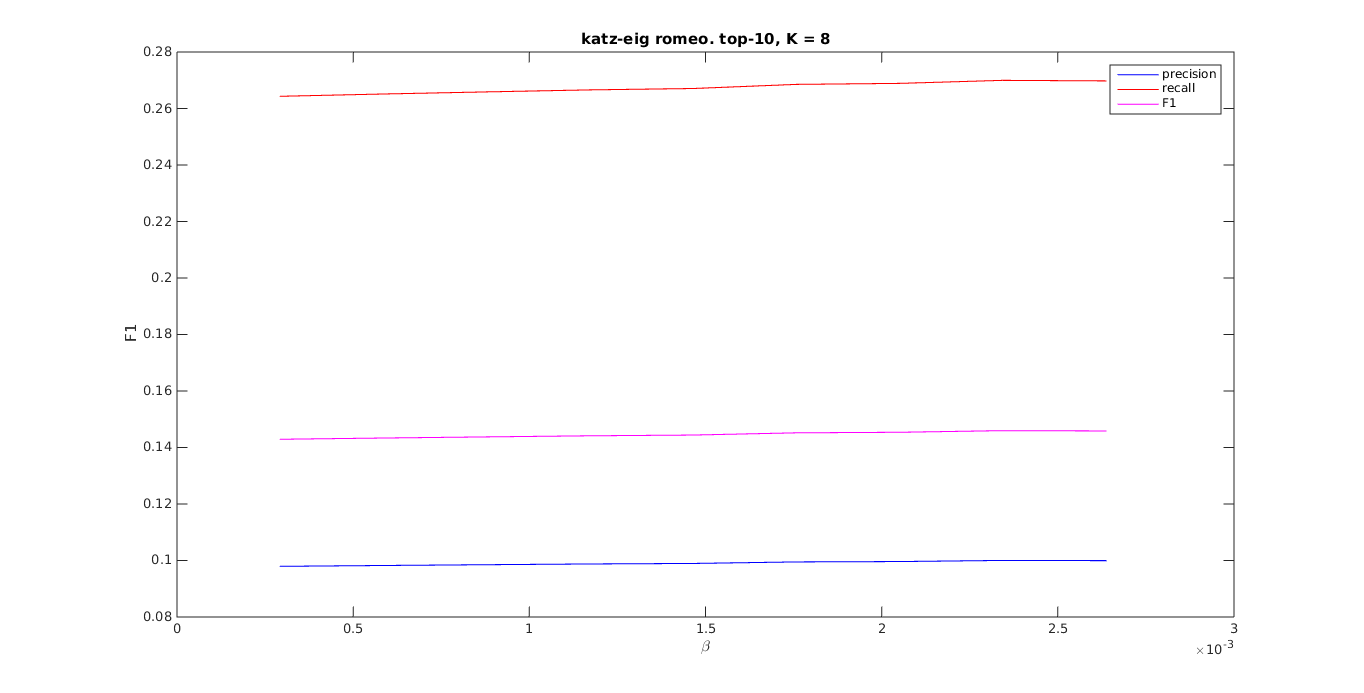 katz-eig romeo. top-10, K = 8
0.28
0.26
0.24
0.22
0.2
0.18
0.16
0.14
0.12
0.1
0.08
F1
precision
recall
F1
0 0.5 1 1.5 2 2.5 3
β
×10^-3